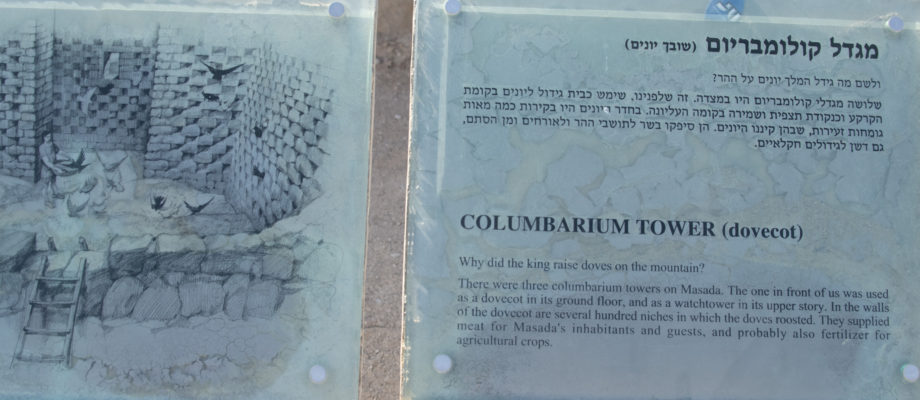 מגדל קולומבריום (שובך יונים)
ולשם מה גידל המלך יונים על ההר?
שלושה מגדלי קולומבריום היו במצדה. זה שלפנינו, שימש כבית גידול ליונים בקומת
הקרקע וכנקודת תצפית ושמירה בקומה העליונה. בחדר היונים היו בקירות כמה מאות
גומחות זעירות, שבהן קיננו היונים. הן סיפקו בשר לתושבי ההר ולאורחים ומן הסתם,
גם דשן לגידולים חקלאיים.
COLUMBARIUM TOWER (dovecot)
Why did the king raise doves on the mountain?
There were three columbarium towers on Masada. The one in front of us was used
as a dovecot in its ground floor, and as a watchtower in its upper story. In the walls
of the dovecot are several hundred niches in which the doves roosted. They supplied
meat for Masada's inhabitants and guests, and probably also fertilizer for
agricultural crops.